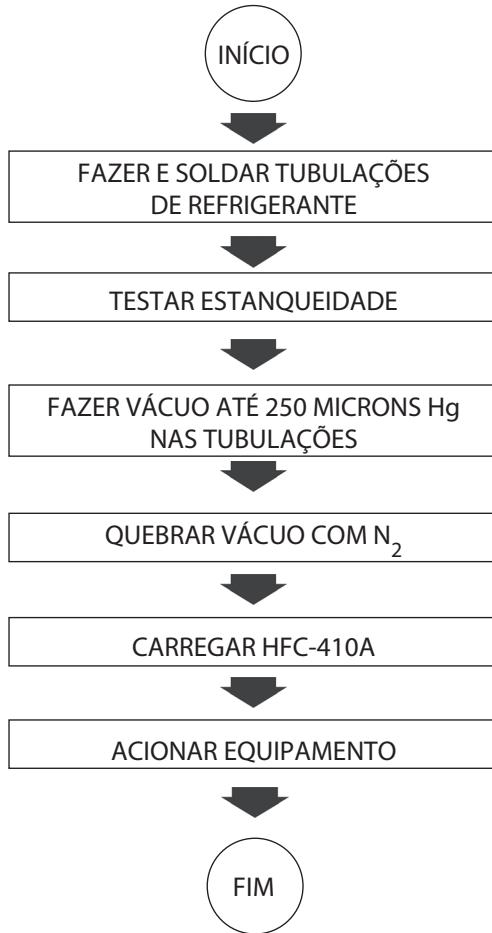 INÍCIO
FAZER E SOLDAR TUBULAÇÕES
DE REFRIGERANTE
TESTAR ESTANQUEIDADE
FAZER VÁCUO ATÉ 250 MICRONS Hg
NAS TUBULAÇÕES
QUEBRAR VÁCUO COM N₂
CARREGAR HFC-410A
ACIONAR EQUIPAMENTO
FIM